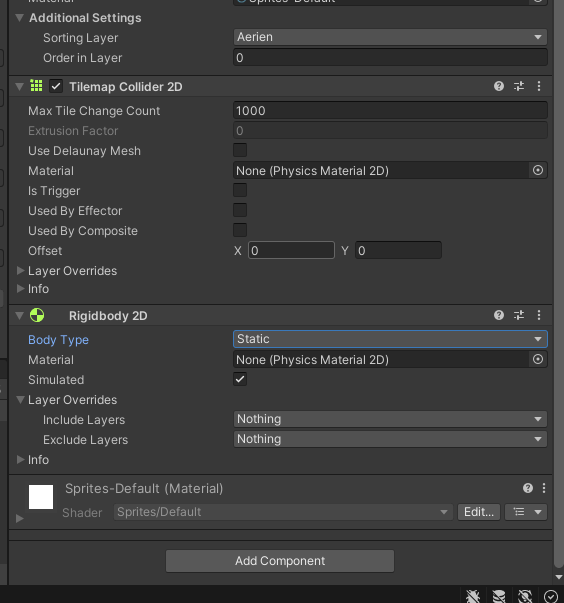 Additional Settings
Sorting Layer Aerien
Order in Layer 0
Tilemap Collider 2D
Max Tile Change Count 1000
Extrusion Factor 0
Use Delaunay Mesh
Material None (Physics Material 2D)
Is Trigger
Used By Effector
Used By Composite
Offset X 0 Y 0
Layer Overrides
Info
Rigidbody 2D
Body Type Static
Material None (Physics Material 2D)
Simulated
Layer Overrides
Include Layers Nothing
Exclude Layers Nothing
Info
Sprites-Default (Material)
Shader Sprites/Default Edit...
Add Component